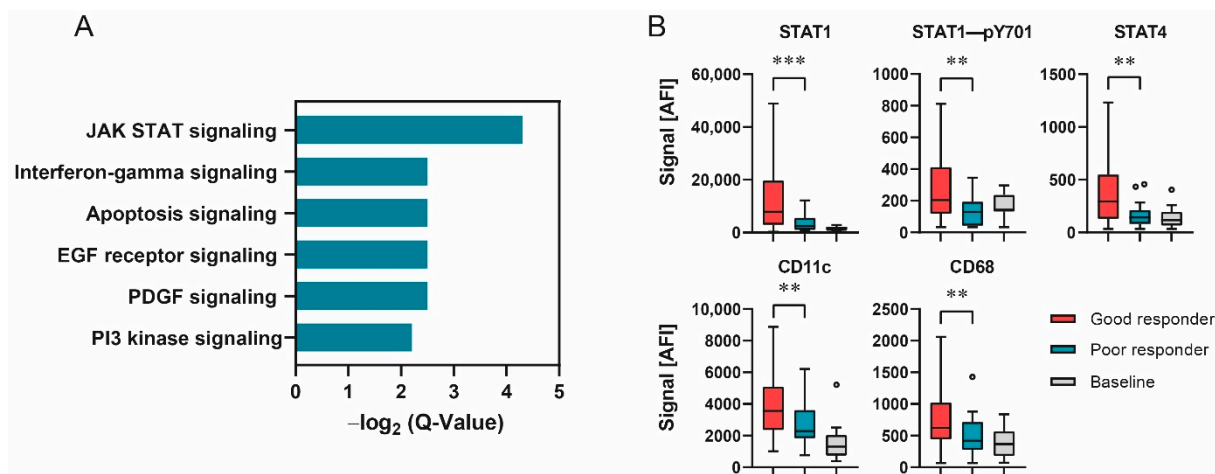 A
JAK STAT signaling
Interferon-gamma signaling
Apoptosis signaling
EGF receptor signaling
PDGF signaling
PI3 kinase signaling
0 1 2 3 4 5
−log2 (Q-Value)
B
STAT1
***
Signal [AFI]
60,000
40,000
20,000
0
STAT1—pY701
**
1000
800
600
400
200
0
STAT4
**
1500
1000
500
0
CD11c
**
Signal [AFI]
10,000
8000
6000
4000
2000
0
CD68
**
2500
2000
1500
1000
500
0
Good responder
Poor responder
Baseline